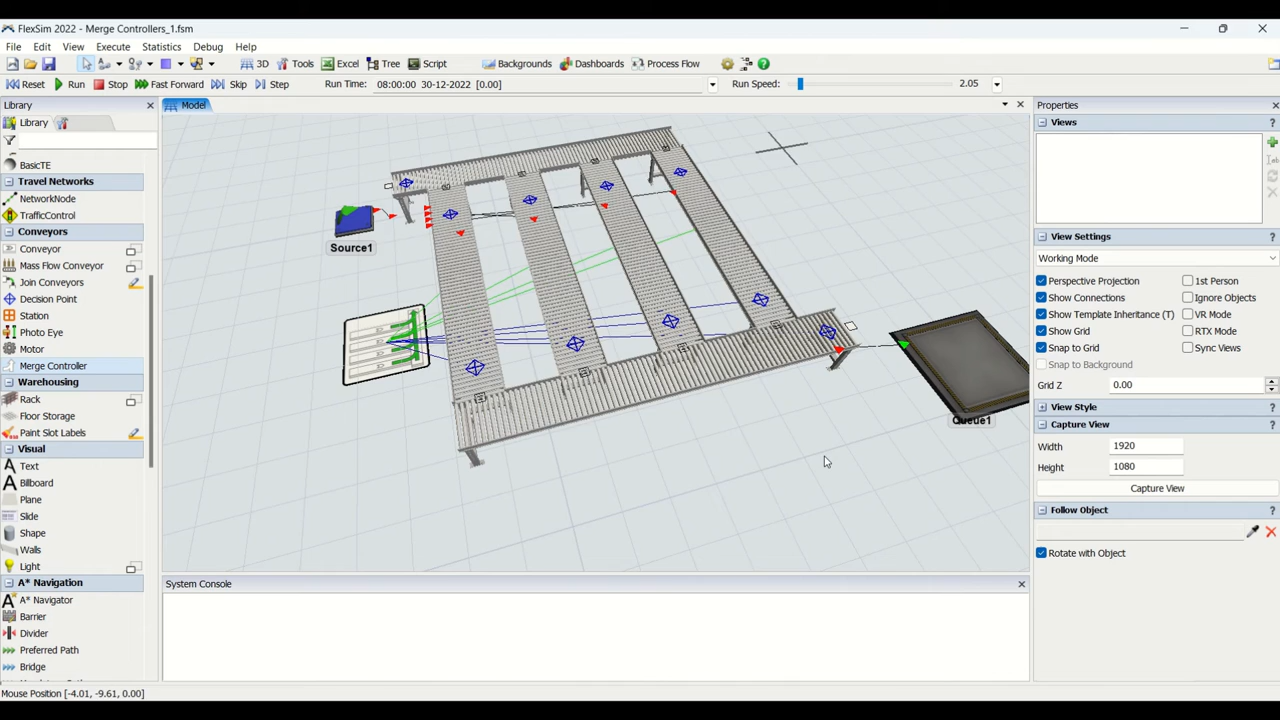 FlexSim 2022 - Merge Controllers_1.fsm
File Edit View Execute Statistics Debug Help
3D Tools Excel Tree Script Backgrounds Dashboards Process Flow
Reset Run Stop Fast Forward Skip Step Run Time: 08:00:00 30-12-2022 [0.00] Run Speed: 2.05
Library
Library
BasicTE
Travel Networks
NetworkNode
TrafficControl
Conveyors
Conveyor
Mass Flow Conveyor
Join Conveyors
Decision Point
Station
Photo Eye
Motor
Merge Controller
Warehousing
Rack
Floor Storage
Paint Slot Labels
Visual
Text
Billboard
Plane
Slide
Shape
Walls
Light
A* Navigation
A* Navigator
Barrier
Divider
Preferred Path
Bridge
Mouse Position [-4.01, -9.61, 0.00]
Model
Source1
Queue1
System Console
Properties
Views
View Settings
Working Mode
Perspective Projection 1st Person
Show Connections Ignore Objects
Show Template Inheritance (T) VR Mode
Show Grid RTX Mode
Snap to Grid Sync Views
Snap to Background
Grid Z 0.00
View Style
Capture View
Width 1920
Height 1080
Capture View
Follow Object
Rotate with Object